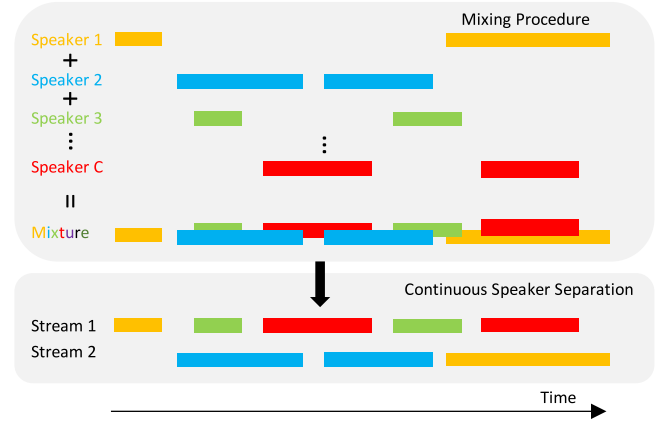 Mixing Procedure
Speaker 1
+
Speaker 2
+
Speaker 3
⋮
⋮
Speaker C
=
Mixture
Continuous Speaker Separation
Stream 1
Stream 2
Time